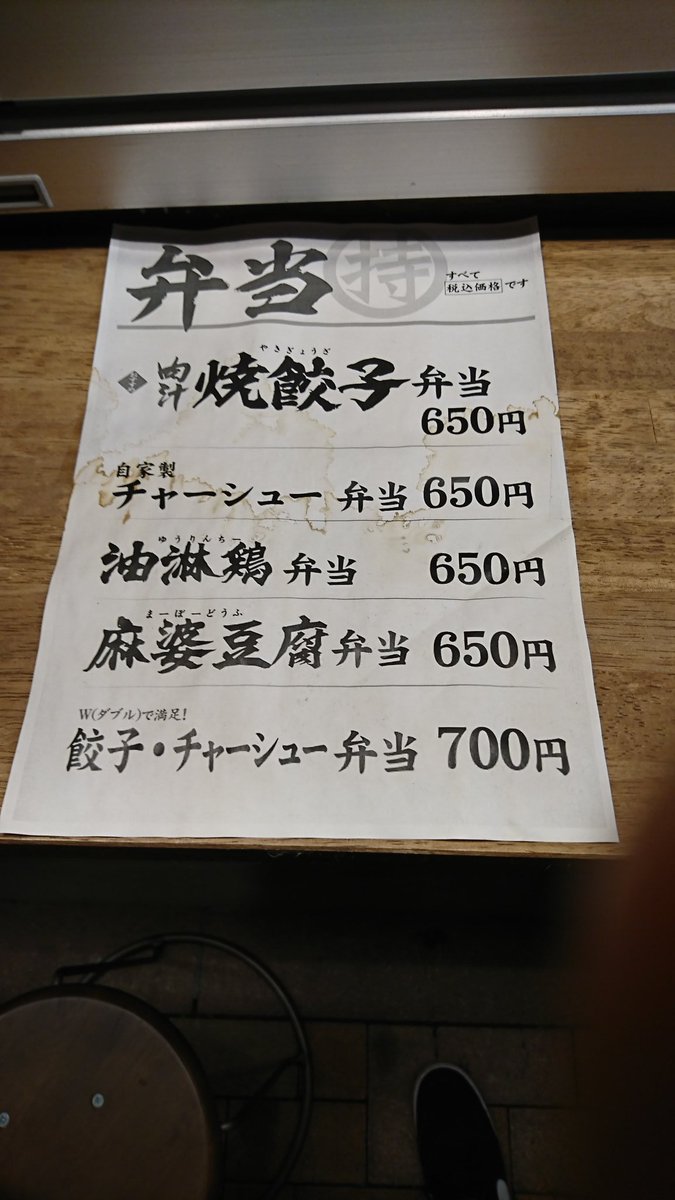 弁当 持
すべて
税込価格です
やきぎょうざ
肉汁焼餃子弁当
650円
自家製
チャーシュー弁当 650円
ゆうりんちー
油淋鶏弁当 650円
まーぼーどうふ
麻婆豆腐弁当 650円
W(ダブル)で満足!
餃子・チャーシュー弁当 700円